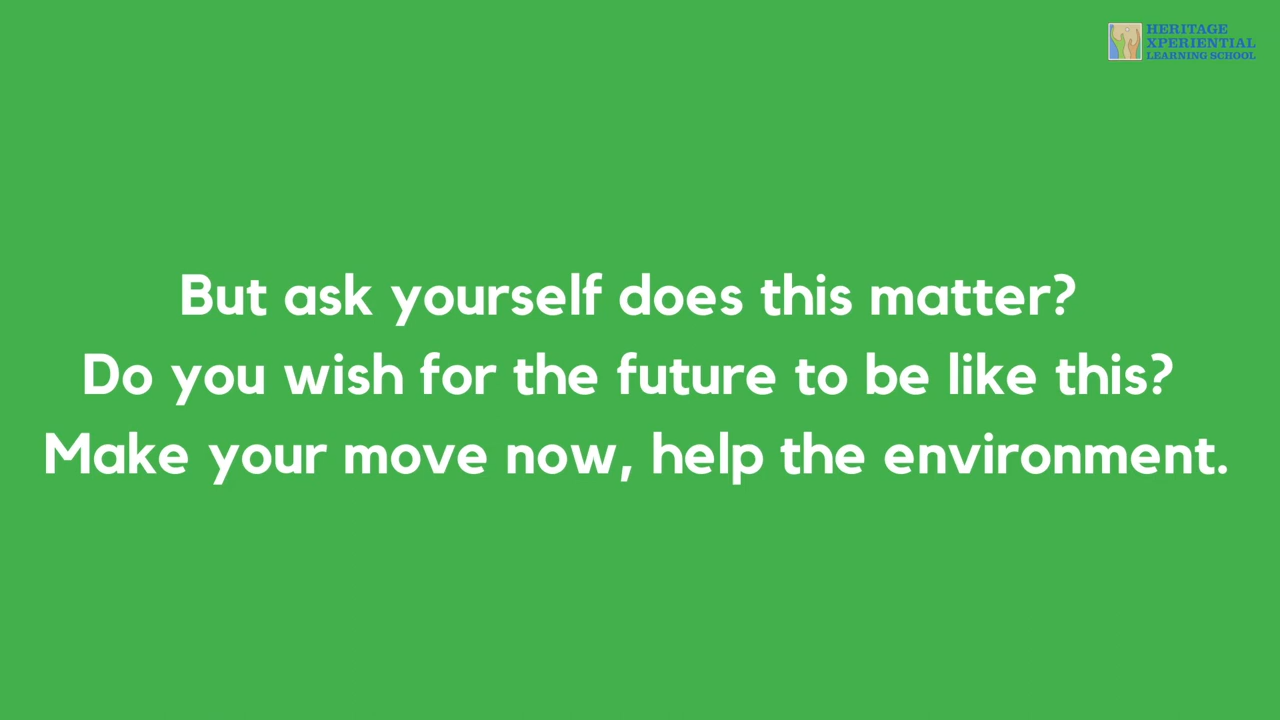 HERITAGE
XPERIENTIAL
LEARNING SCHOOL
But ask yourself does this matter?
Do you wish for the future to be like this?
Make your move now, help the environment.